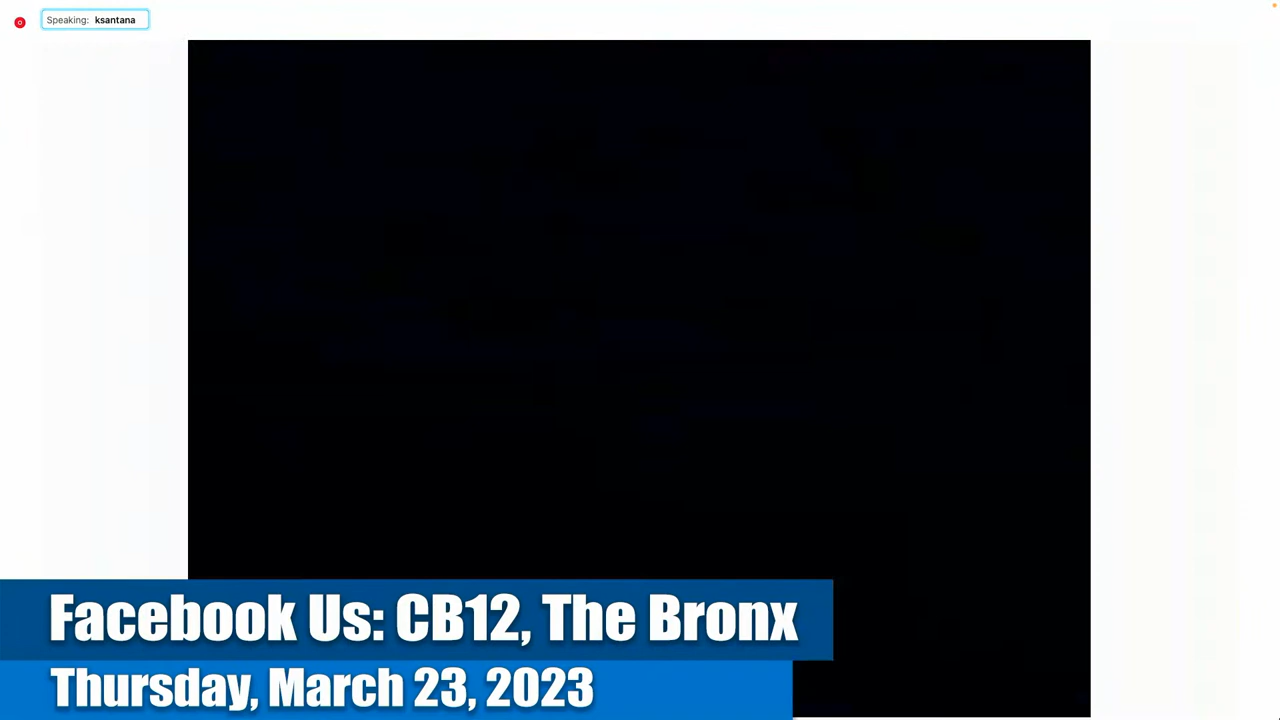 Speaking: ksantana
Facebook Us: CB12, The Bronx
Thursday, March 23, 2023